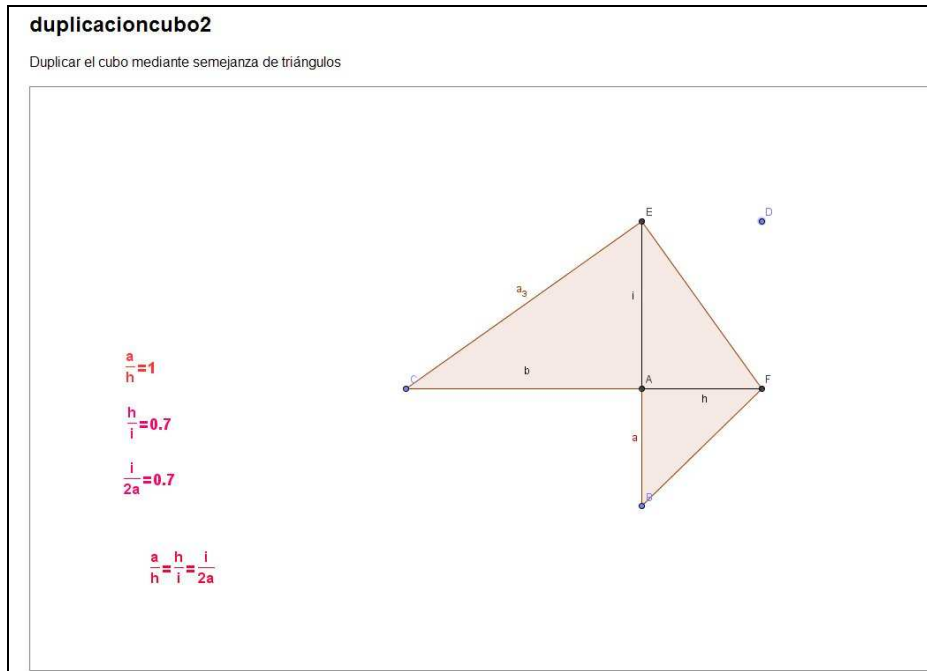 duplicacioncubo2
Duplicar el cubo mediante semejanza de triángulos
E
D
a₃
i
a/h=1
b
C
A
F
h
h/i=0.7
a
i/2a=0.7
B
a/h=h/i=i/2a